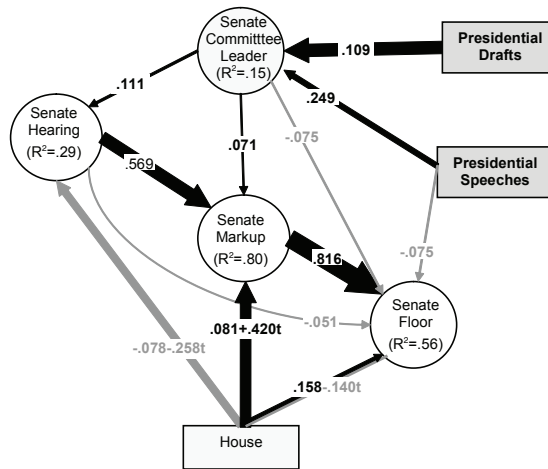 Senate
Committtee
Leader
(R²=.15)
.109
Presidential
Drafts
.111
.249
Senate
Hearing
(R²=.29)
.071
-.075
.569
Presidential
Speeches
Senate
Markup
(R²=.80)
.816
-.075
Senate
Floor
(R²=.56)
-.051
.081+.420t
-.078-.258t
.158-.140t
House